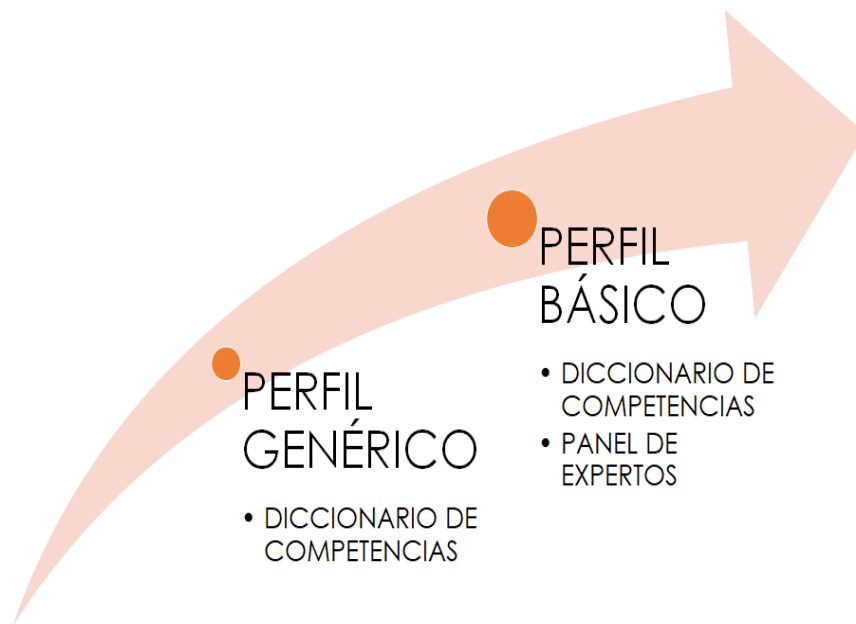 PERFIL
GENÉRICO
• DICCIONARIO DE
COMPETENCIAS
PERFIL
BÁSICO
• DICCIONARIO DE
COMPETENCIAS
• PANEL DE
EXPERTOS